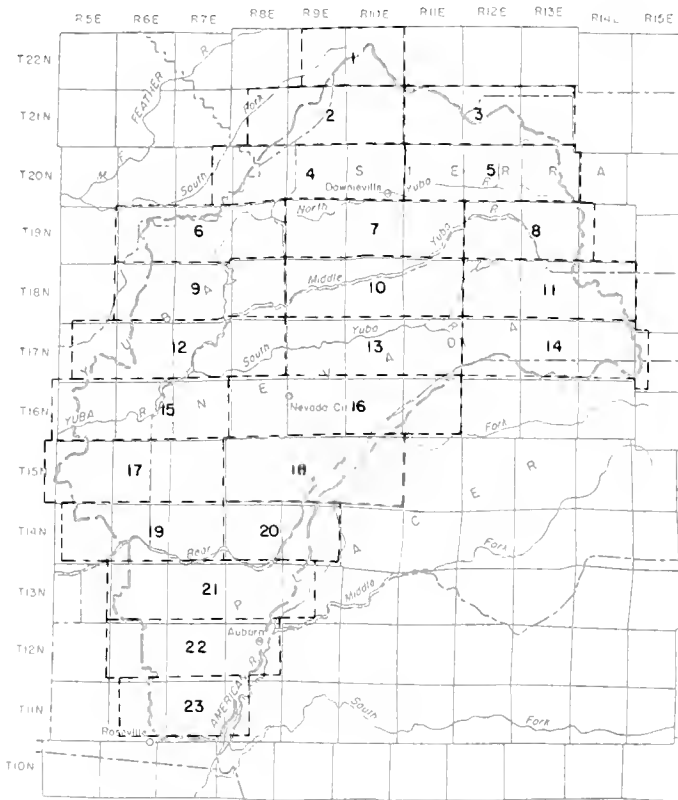 R5E R6E R7E R8E R9E R11E R11E R12E R13E R14E R15E
T22N
1
FEATHER R
Fork
T21N
2 3
M F
T20N
South
4 S I E 5 R R A
Downieville Yuba R
T19N
North
6 7 8
Yuba R
T18N
9 10 11
Middle
B A
T17N
12 13 14
South Yuba R
Y U A D A
T16N
YUBA R 15 N E V 16
Nevada City
Fork
T15N
17 18
E R
T14N
19 20
Bear
A C
Fork
T13N
21
P
Middle
T12N
22
Auburn
T11N
23
AMERICAN R
South Fork
Roseville
T10N